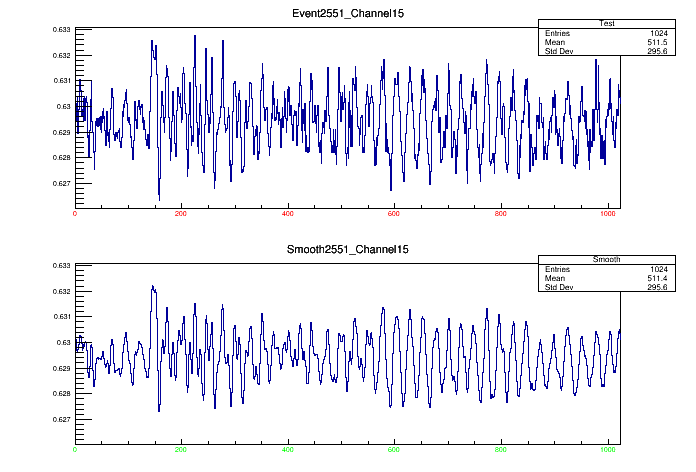 Event2551_Channel15
Test
Entries 1024
Mean 511.5
Std Dev 295.6
0.633
0.632
0.631
0.63
0.629
0.628
0.627
0 200 400 600 800 1000
Smooth2551_Channel15
Smooth
Entries 1024
Mean 511.4
Std Dev 295.6
0.633
0.632
0.631
0.63
0.629
0.628
0.627
0 200 400 600 800 1000